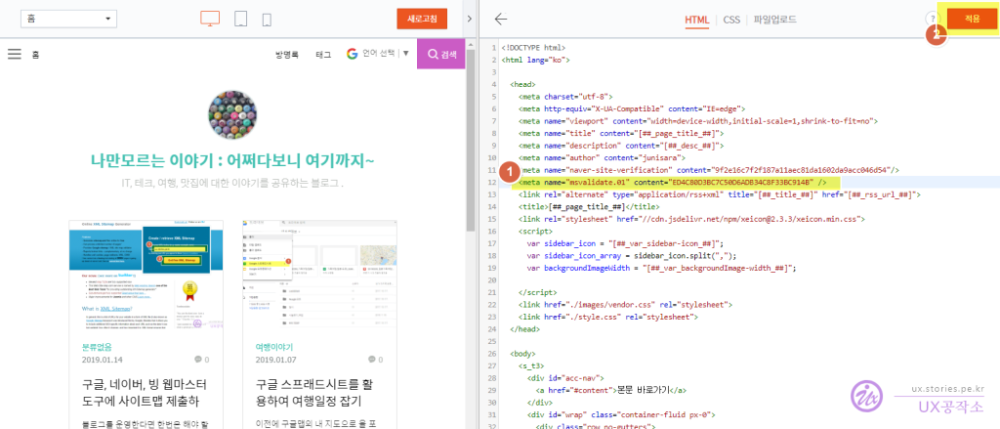 홈
새로고침
홈
방명록
태그
언어 선택 | ▼
검색
나만모르는 이야기 : 어쩌다보니 여기까지~
IT, 테크, 여행, 맛집에 대한 이야기를 공유하는 블로그 .
분류없음
2019.01.14
0
구글, 네이버, 빙 웹마스터
도구에 사이트맵 제출하
블로그를 운영한다면 한번은 해야 할
여행이야기
2019.01.07
0
구글 스프래드시트를 활
용하여 여행일정 잡기
이전에 구글맵의 내 지도으로 올 포
HTML
CSS
파일업로드
?
적용
2
1
1 <!DOCTYPE html>
2 <html lang="ko">
3
4 <head>
5 <meta charset="utf-8">
6 <meta http-equiv="X-UA-Compatible" content="IE=edge">
7 <meta name="viewport" content="width=device-width,initial-scale=1,shrink-to-fit=no">
8 <meta name="title" content="[##_page_title_##]">
9 <meta name="description" content="[##_desc_##]">
10 <meta name="author" content="junisara">
11 <meta name="naver-site-verification" content="9f2e16c7f2f187a11aec81da1602da9acc046d54"/>
12 <meta name="msvalidate.01" content="ED4C80D3BC7C50D6ADB34C8F33BC914B" />
13 <link rel="alternate" type="application/rss+xml" title="[##_title_##]" href="[##_rss_url_##]">
14 <title>[##_page_title_##]</title>
15 <link rel="stylesheet" href="//cdn.jsdelivr.net/npm/xeicon@2.3.3/xeicon.min.css">
16 <script>
17 var sidebar_icon = "[##_var_sidebar-icon_##]";
18 var sidebar_icon_array = sidebar_icon.split(",");
19 var backgroundImageWidth = "[##_var_backgroundImage-width_##]";
20
21 </script>
22 <link href="./images/vendor.css" rel="stylesheet">
23 <link href="./style.css" rel="stylesheet">
24 </head>
25
26 <body>
27 <s_t3>
28 <div id="acc-nav">
29 <a href="#content">본문 바로가기</a>
30 </div>
31 <div id="wrap" class="container-fluid px-0">
32 <div class="row no-gutters">
Ux
ux.stories.pe.kr
UX공작소